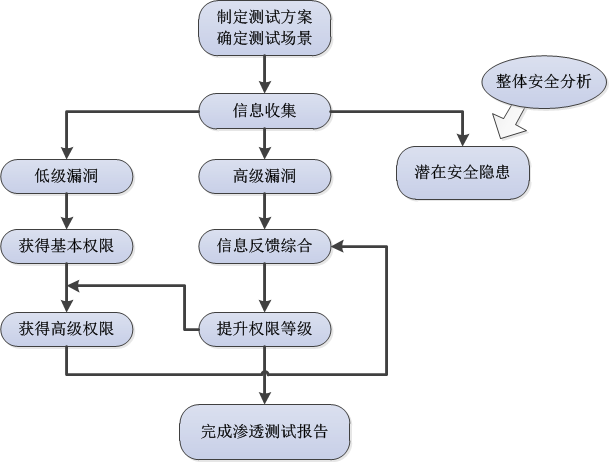 制定测试方案
确定测试场景
整体安全分析
信息收集
低级漏洞
高级漏洞
潜在安全隐患
获得基本权限
信息反馈综合
获得高级权限
提升权限等级
完成渗透测试报告